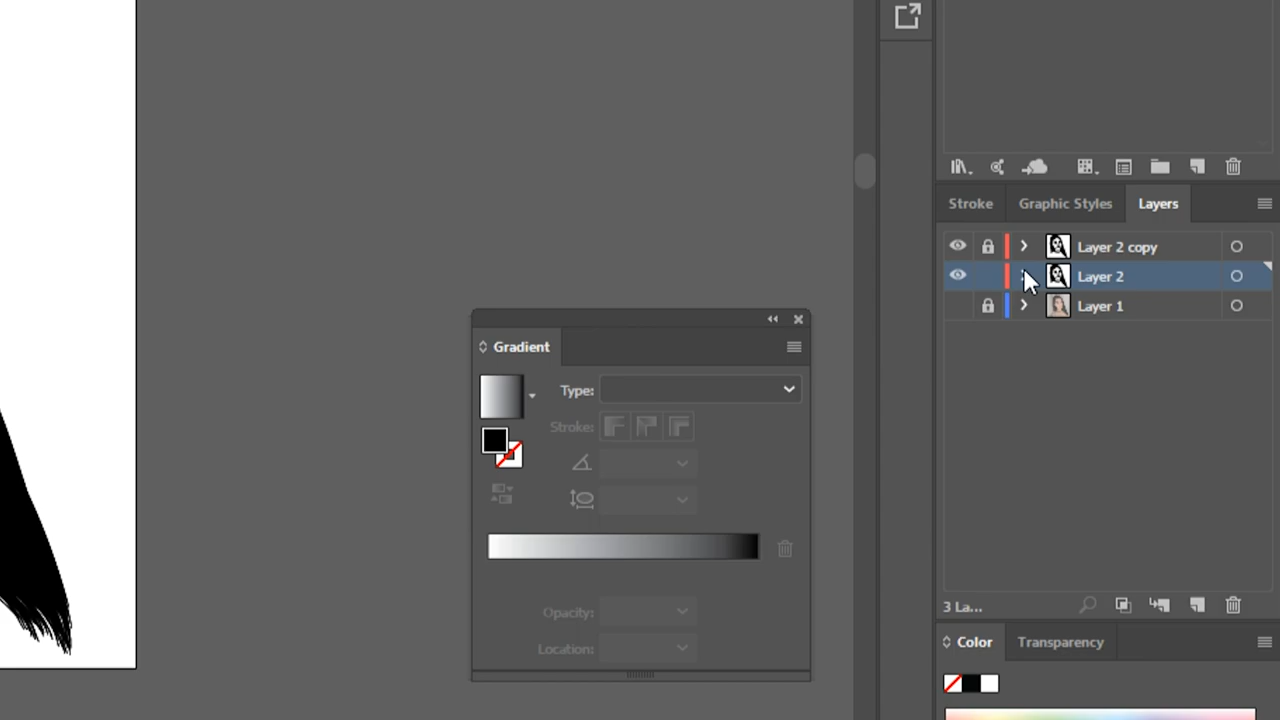 Stroke Graphic Styles Layers
Layer 2 copy
Layer 2
Layer 1
Gradient
Type:
Stroke:
Opacity:
Location:
3 La...
Color Transparency